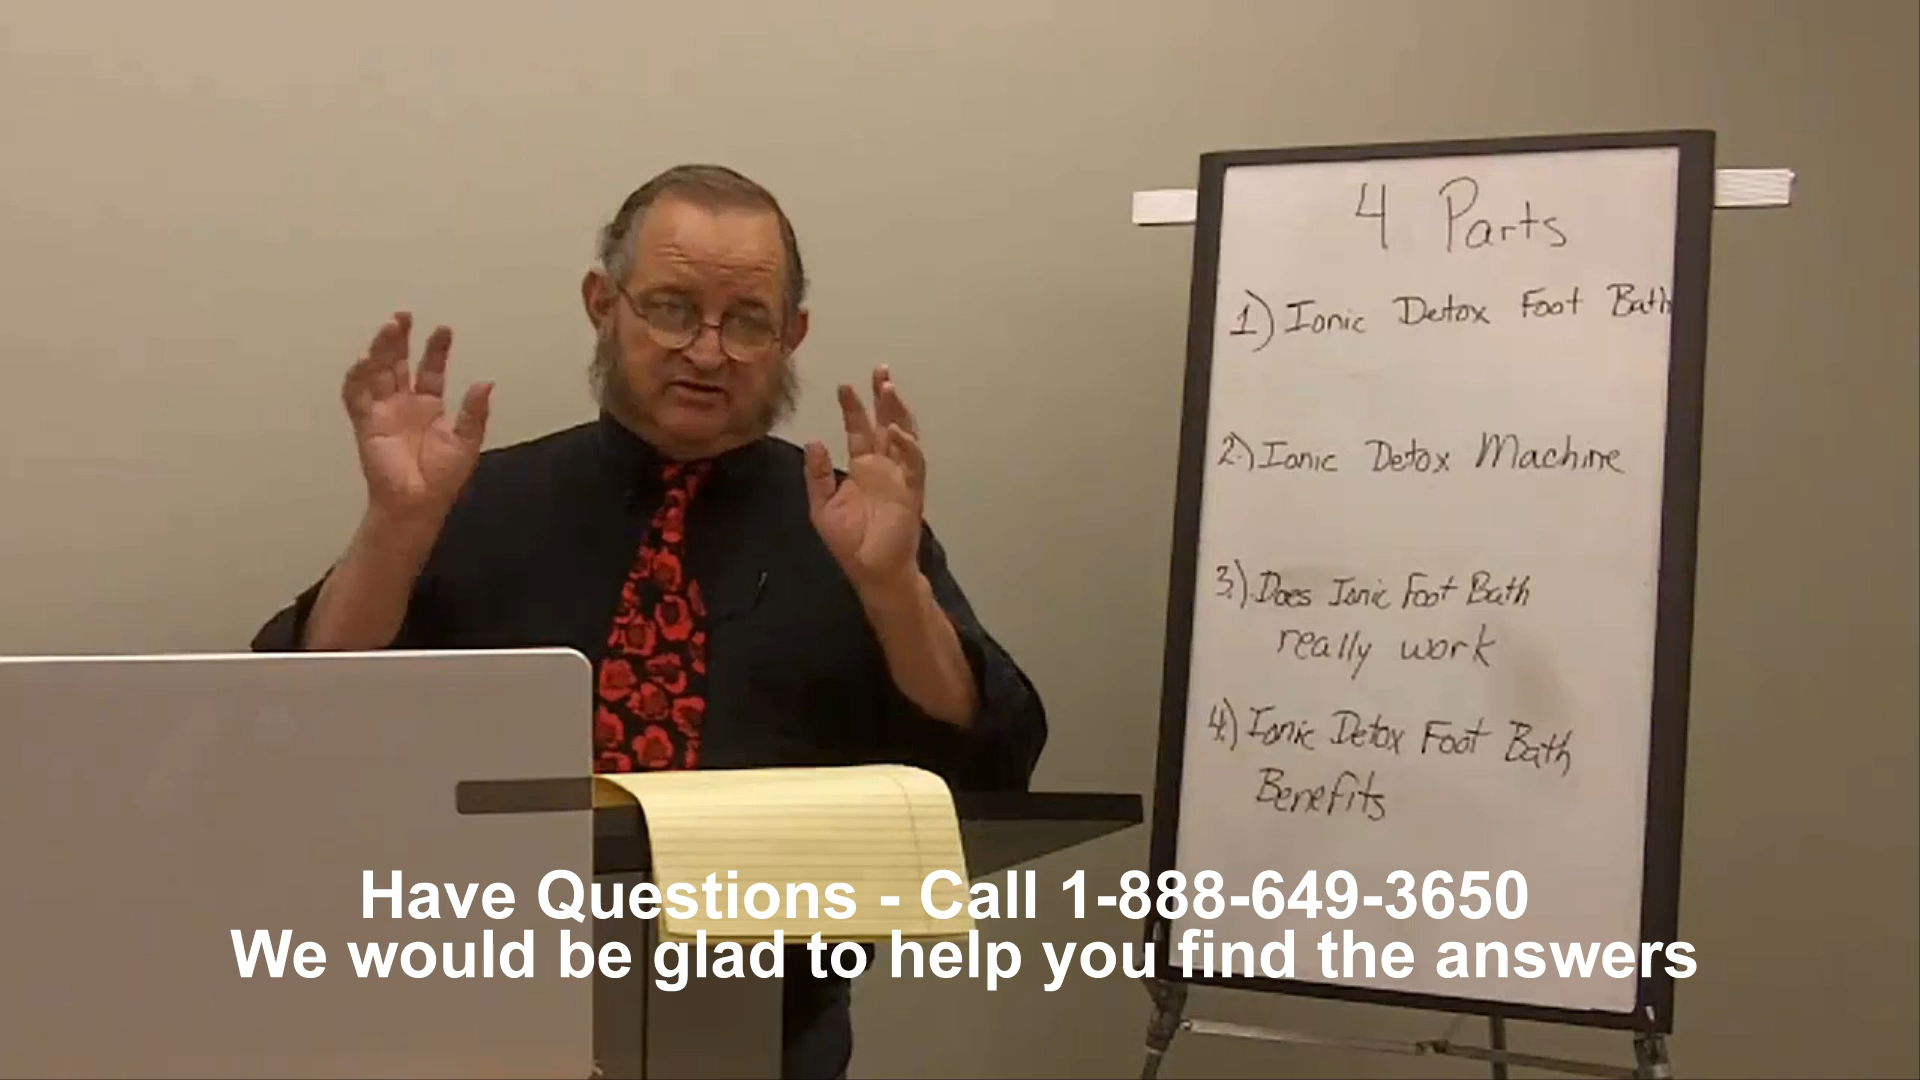 4 Parts
1) Ionic Detox Foot Bath
2.) Ionic Detox Machine
3.) Does Ionic Foot Bath
really work
4.) Ionic Detox Foot Bath
Benefits
Have Questions - Call 1-888-649-3650
We would be glad to help you find the answers